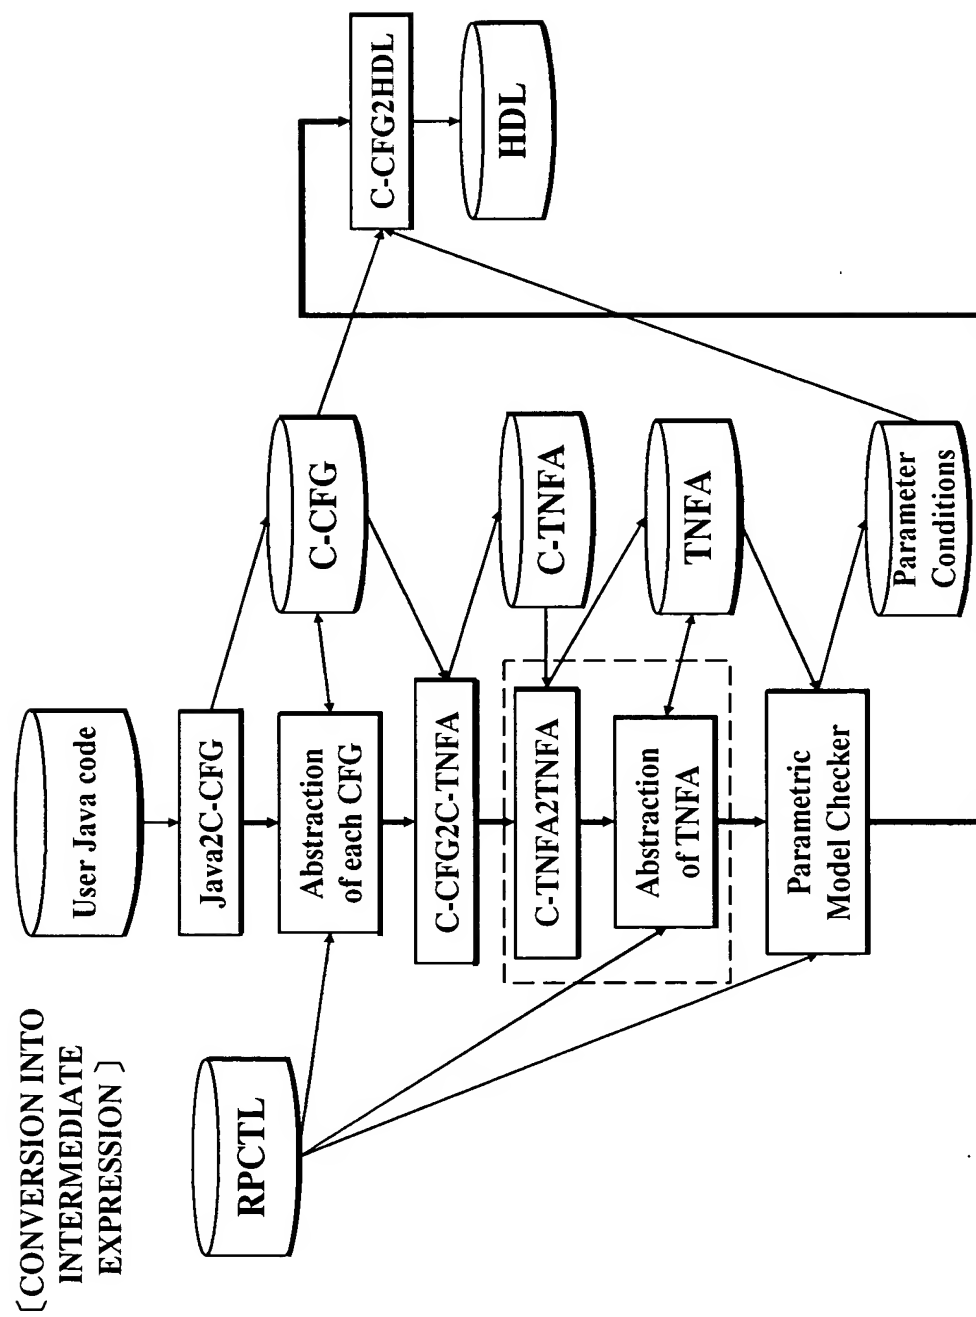 [CONVERSION INTO
INTERMEDIATE
EXPRESSION]
User Java code
Java2C-CFG
RPCTL
Abstraction
of each CFG
C-CFG
C-CFG2C-TNFA
C-TNFA
C-TNFA2TNFA
Abstraction
of TNFA
TNFA
Parametric
Model Checker
Parameter
Conditions
C-CFG2HDL
HDL